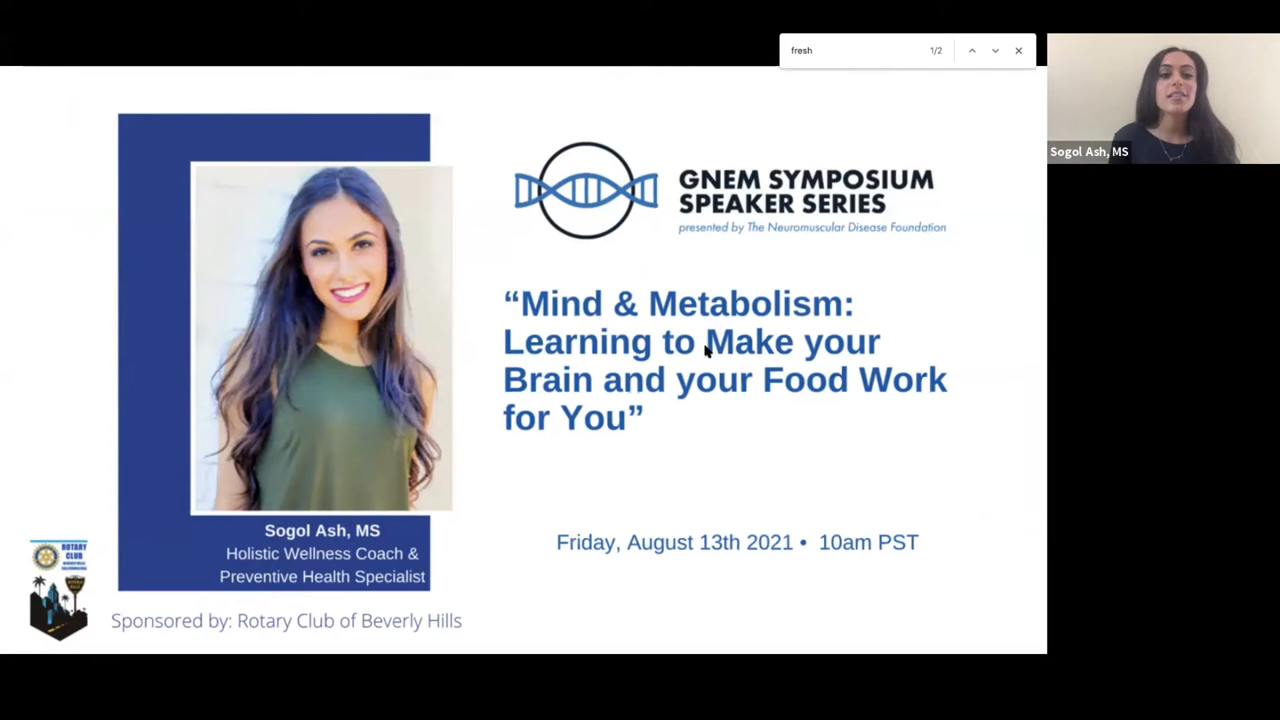 fresh
1/2
Sogol Ash, MS
GNEM SYMPOSIUM
SPEAKER SERIES
presented by The Neuromuscular Disease Foundation
“Mind & Metabolism:
Learning to Make your
Brain and your Food Work
for You”
Sogol Ash, MS
Holistic Wellness Coach &
Preventive Health Specialist
Friday, August 13th 2021 • 10am PST
ROTARY
CLUB
Sponsored by: Rotary Club of Beverly Hills